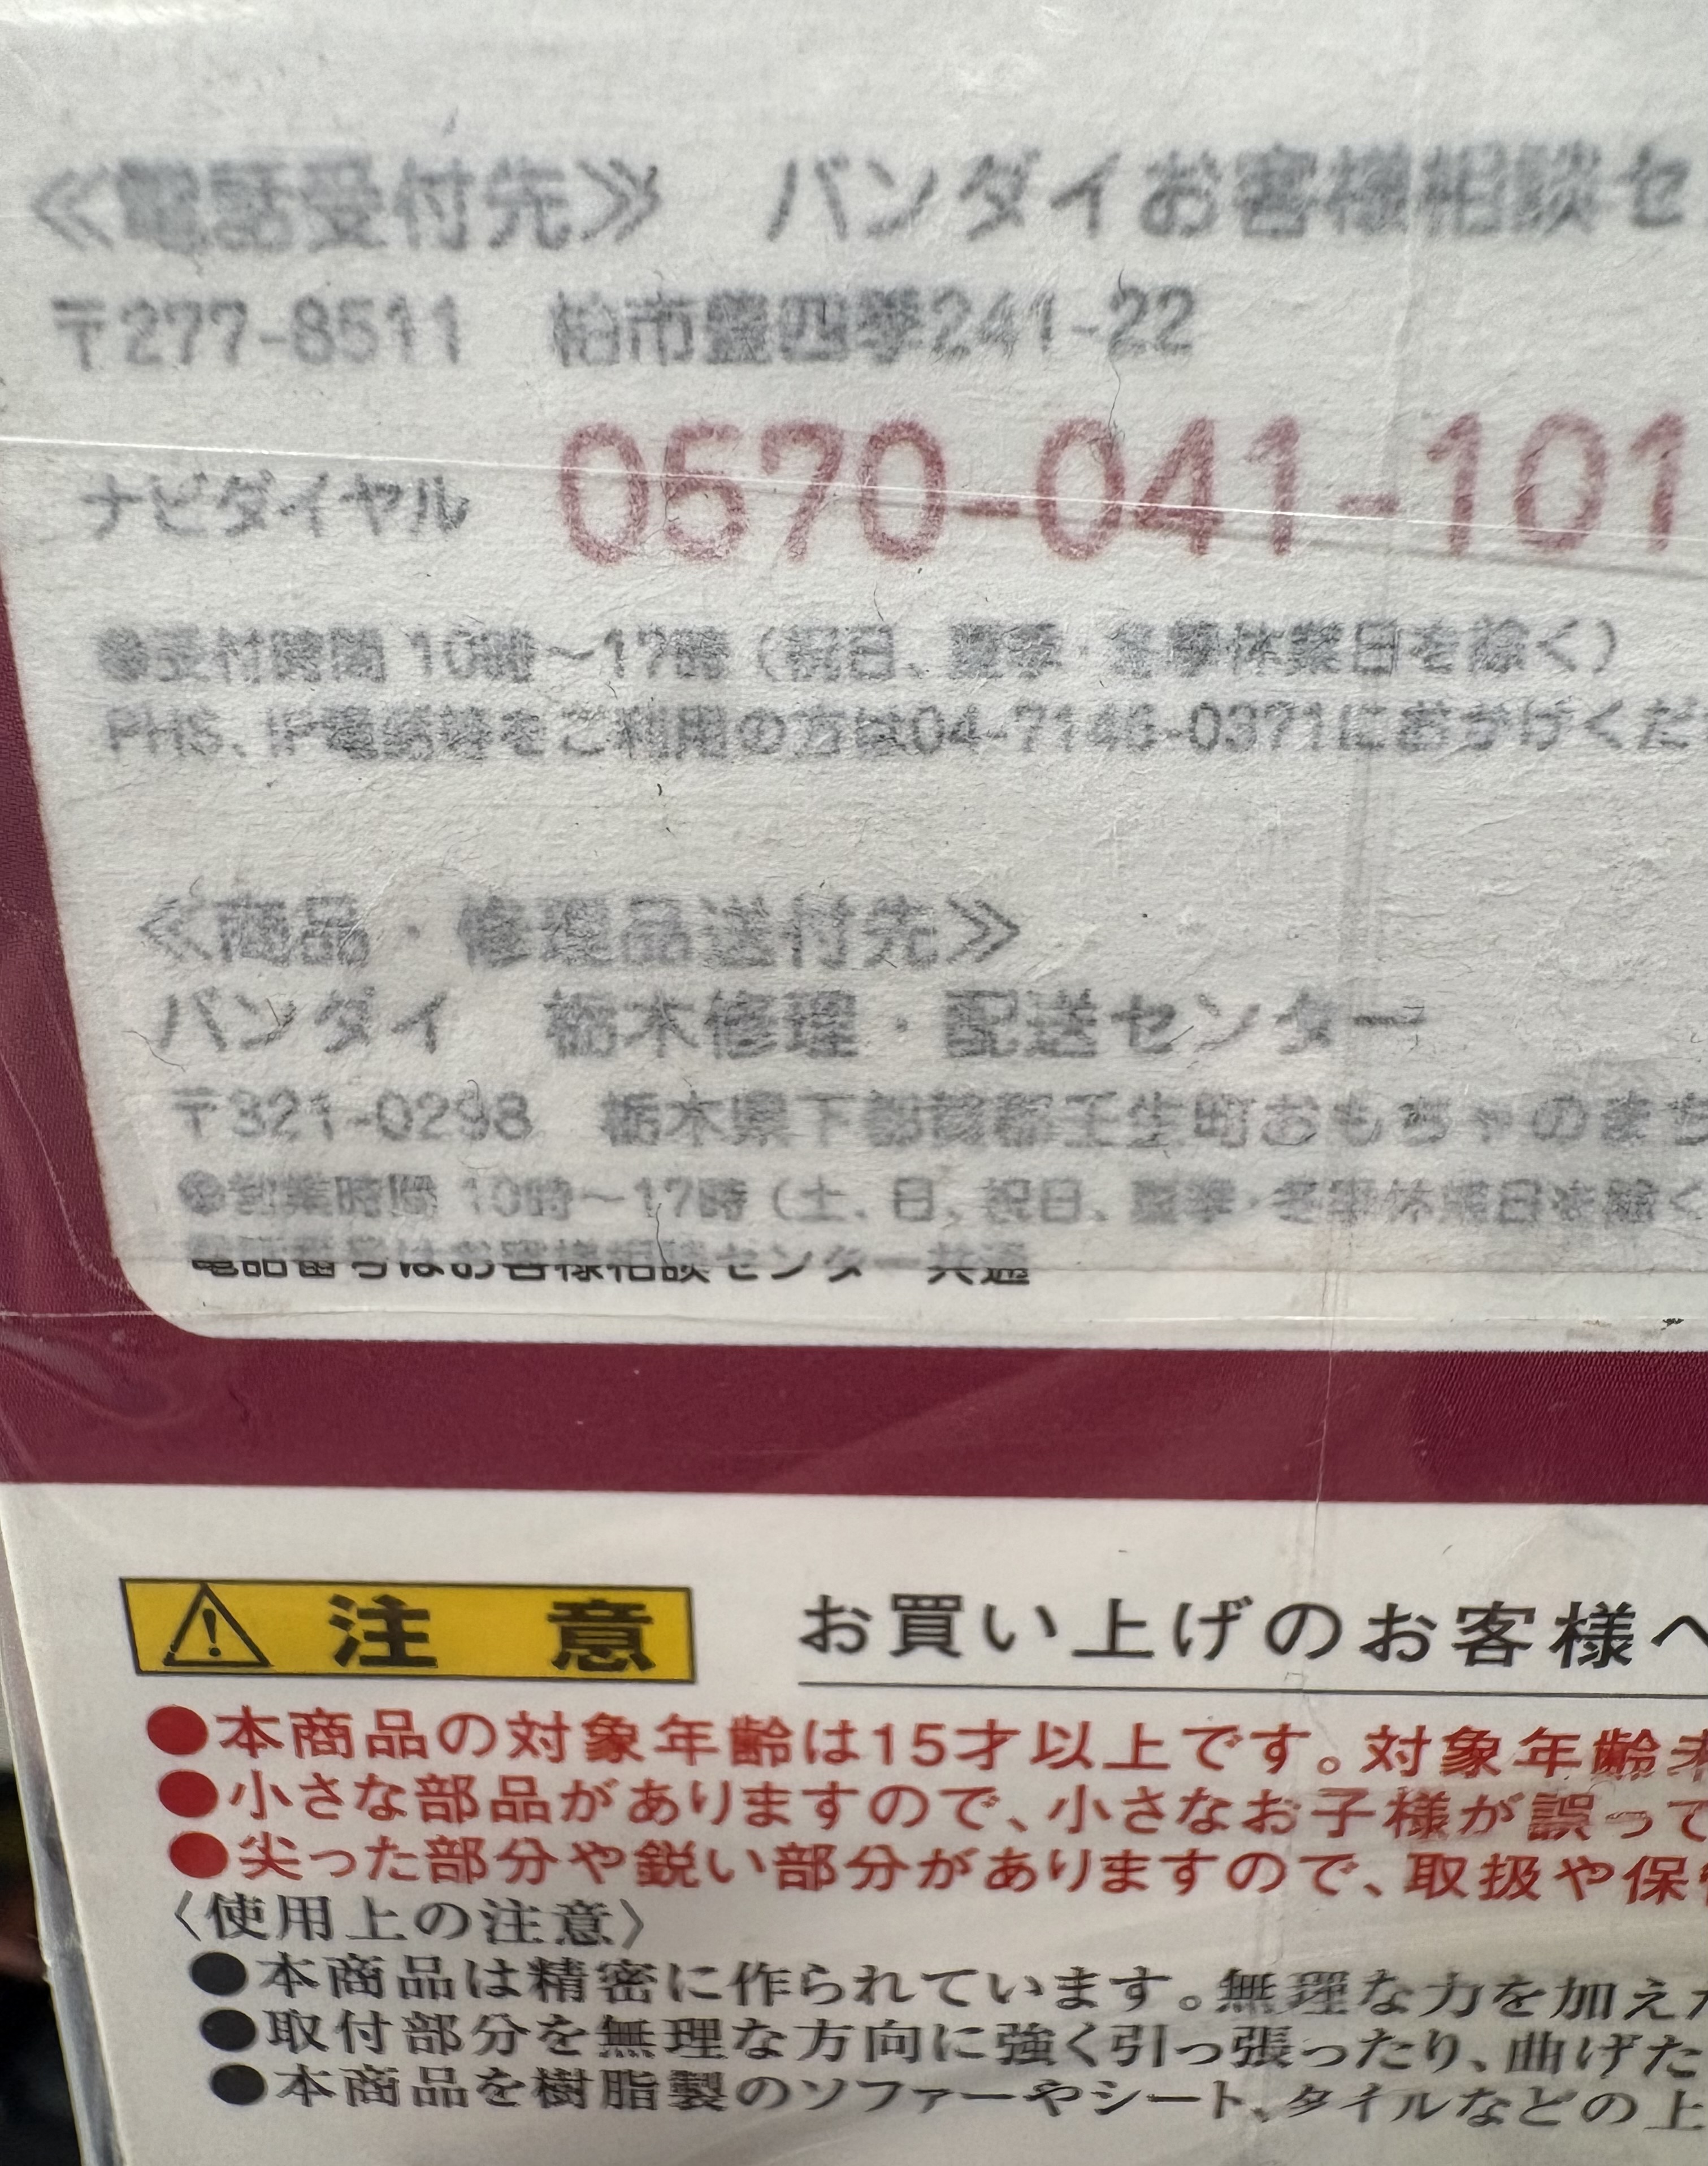 ≪電話受付先≫ バンダイお客様相談セ
〒277-8511 柏市豊四季241-22
ナビダイヤル 0570-041-101
●受付時間 10時～17時（祝日、夏季・冬季休業日を除く）
PHS、IP電話等をご利用の方は04-7146-0371におかけくだ
≪商品・修理品送付先≫
バンダイ 栃木修理・配送センター
〒321-0298 栃木県下都賀郡壬生町おもちゃのまち
●営業時間 10時～17時（土、日、祝日、夏季・冬季休業日を除く
電話番号はお客様相談センター共通
⚠注 意 お買い上げのお客様へ
●本商品の対象年齢は15才以上です。対象年齢未
●小さな部品がありますので、小さなお子様が誤って
●尖った部分や鋭い部分がありますので、取扱や保
〈使用上の注意〉
●本商品は精密に作られています。無理な力を加え
●取付部分を無理な方向に強く引っ張ったり、曲げた
●本商品を樹脂製のソファーやシート、タイルなどの上